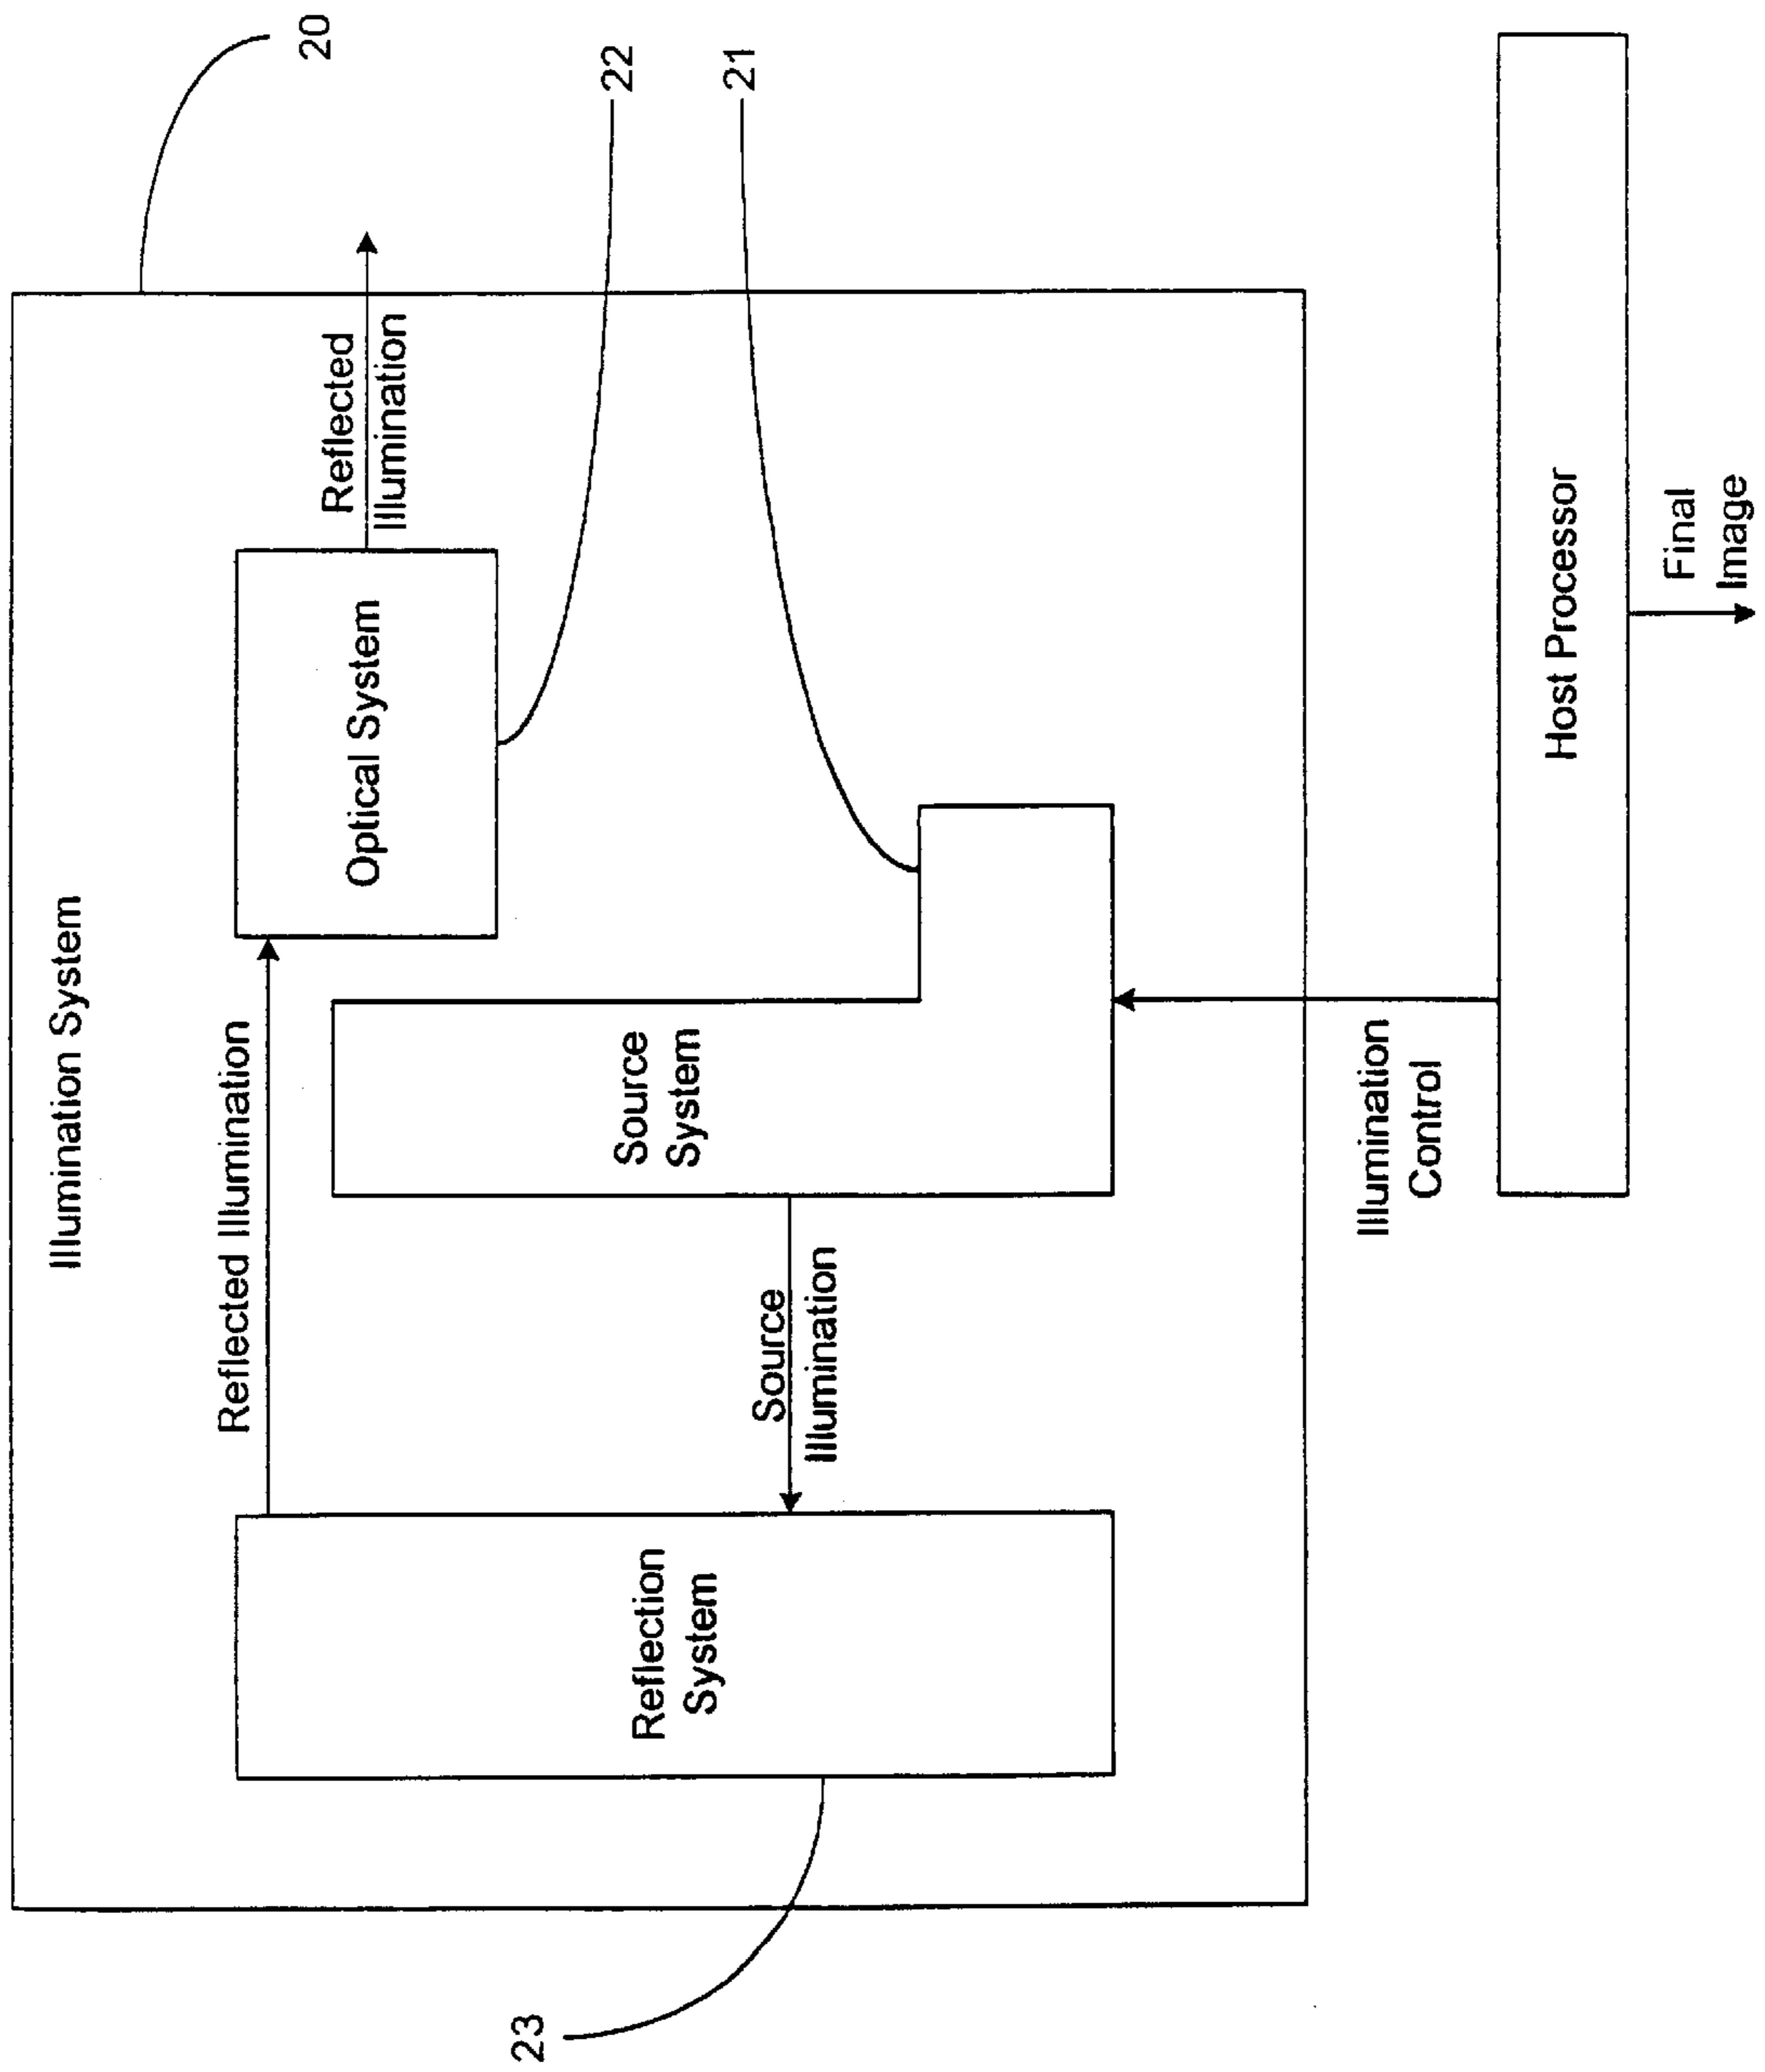 Illumination System
20
Reflected Illumination
Optical System
Reflected
Illumination
22
21
Source
System
Source
Illumination
Reflection
System
23
Illumination
Control
Host Processor
Final
Image